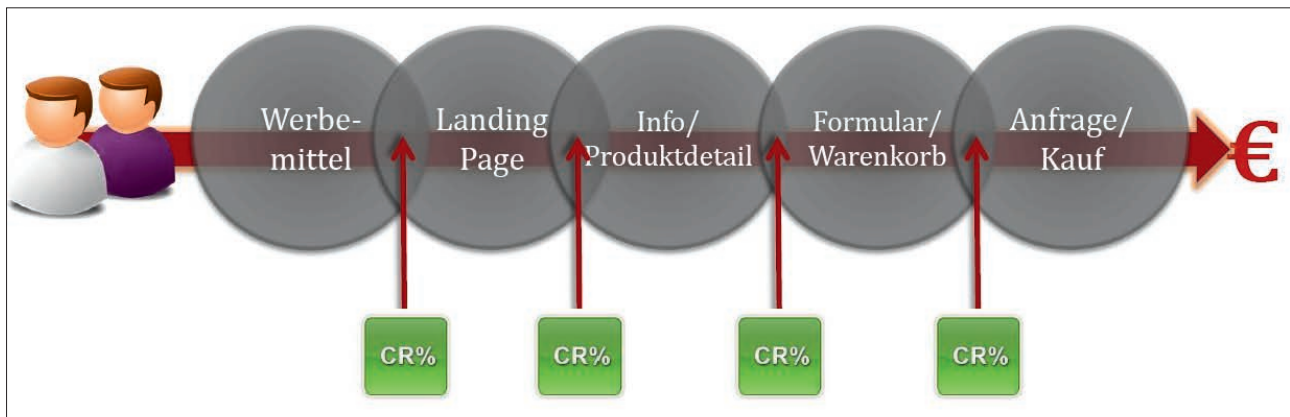 Werbe-
mittel
Landing
Page
Info/
Produktdetail
Formular/
Warenkorb
Anfrage/
Kauf
€
CR%
CR%
CR%
CR%